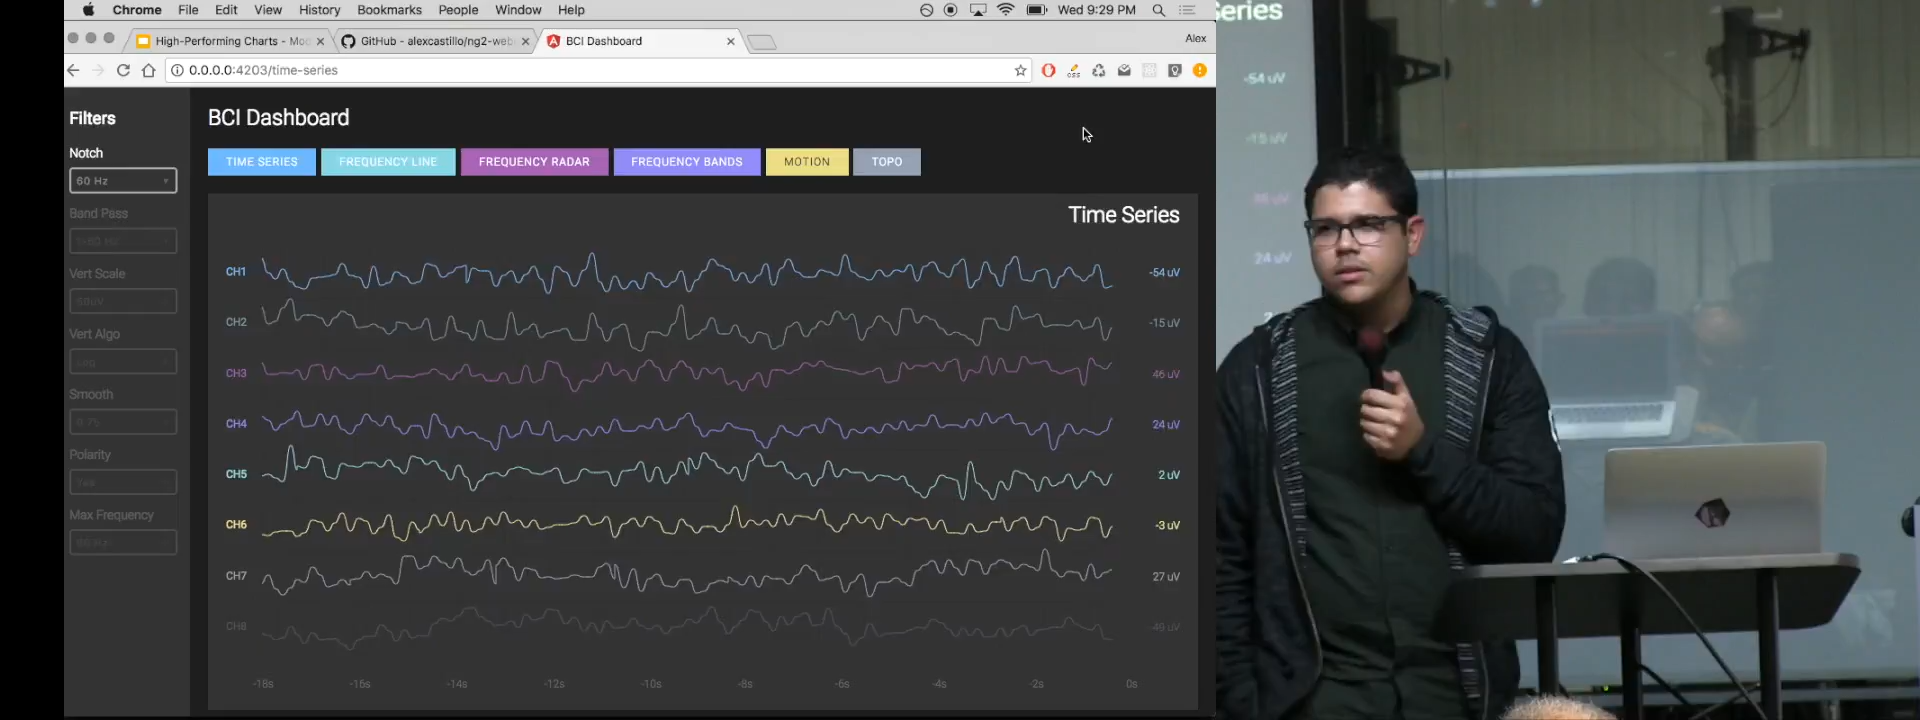 Chrome File Edit View History Bookmarks People Window Help Wed 9:29 PM
High-Performing Charts - Mo
GitHub - alexcastillo/ng2-web
BCI Dashboard
Alex
0.0.0.0:4203/time-series
Filters
Notch
60 Hz
Band Pass
Vert Scale
Vert Algo
Smooth
0.75
Polarity
Max Frequency
BCI Dashboard
TIME SERIES FREQUENCY LINE FREQUENCY RADAR FREQUENCY BANDS MOTION TOPO
Time Series
CH1 -54 uV
CH2 -15 uV
CH3 46 uV
CH4 24 uV
CH5 2 uV
CH6 -3 uV
CH7 27 uV
CH8
-18s -16s -14s -12s -10s -8s -6s -4s -2s 0s
Series
-54 uV
-15 uV
24 uV